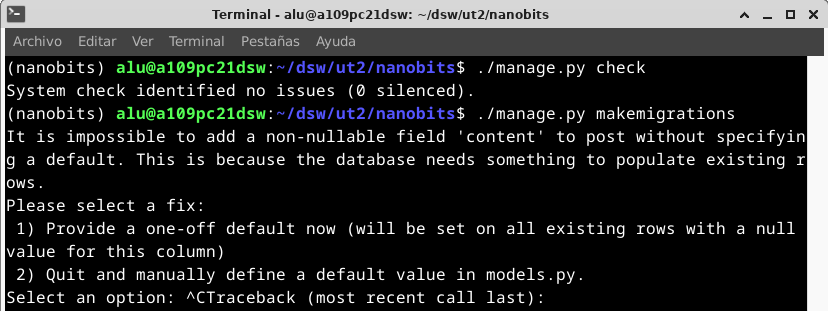 Terminal - alu@a109pc21dsw: ~/dsw/ut2/nanobits
Archivo Editar Ver Terminal Pestañas Ayuda
(nanobits) alu@a109pc21dsw:~/dsw/ut2/nanobits$ ./manage.py check
System check identified no issues (0 silenced).
(nanobits) alu@a109pc21dsw:~/dsw/ut2/nanobits$ ./manage.py makemigrations
It is impossible to add a non-nullable field 'content' to post without specifyin
g a default. This is because the database needs something to populate existing r
ows.
Please select a fix:
 1) Provide a one-off default now (will be set on all existing rows with a null
value for this column)
 2) Quit and manually define a default value in models.py.
Select an option: ^CTraceback (most recent call last):